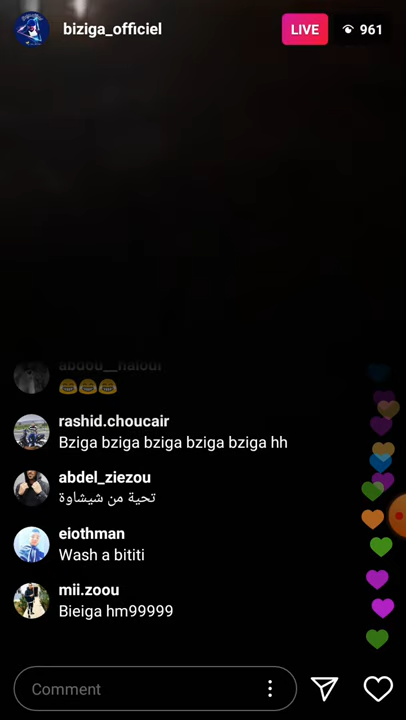 biziga_officiel
LIVE
961
abdou__halodi
😂😂😂
rashid.choucair
Bziga bziga bziga bziga bziga hh
abdel_ziezou
تحية من شيشاوة
eiothman
Wash a bititi
mii.zoou
Bieiga hm99999
Comment